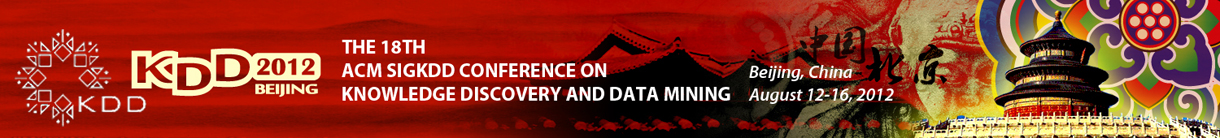 KDD
KDD 2012
BEIJING
THE 18TH
ACM SIGKDD CONFERENCE ON
KNOWLEDGE DISCOVERY AND DATA MINING
Beijing, China
August 12-16, 2012
中国
北京